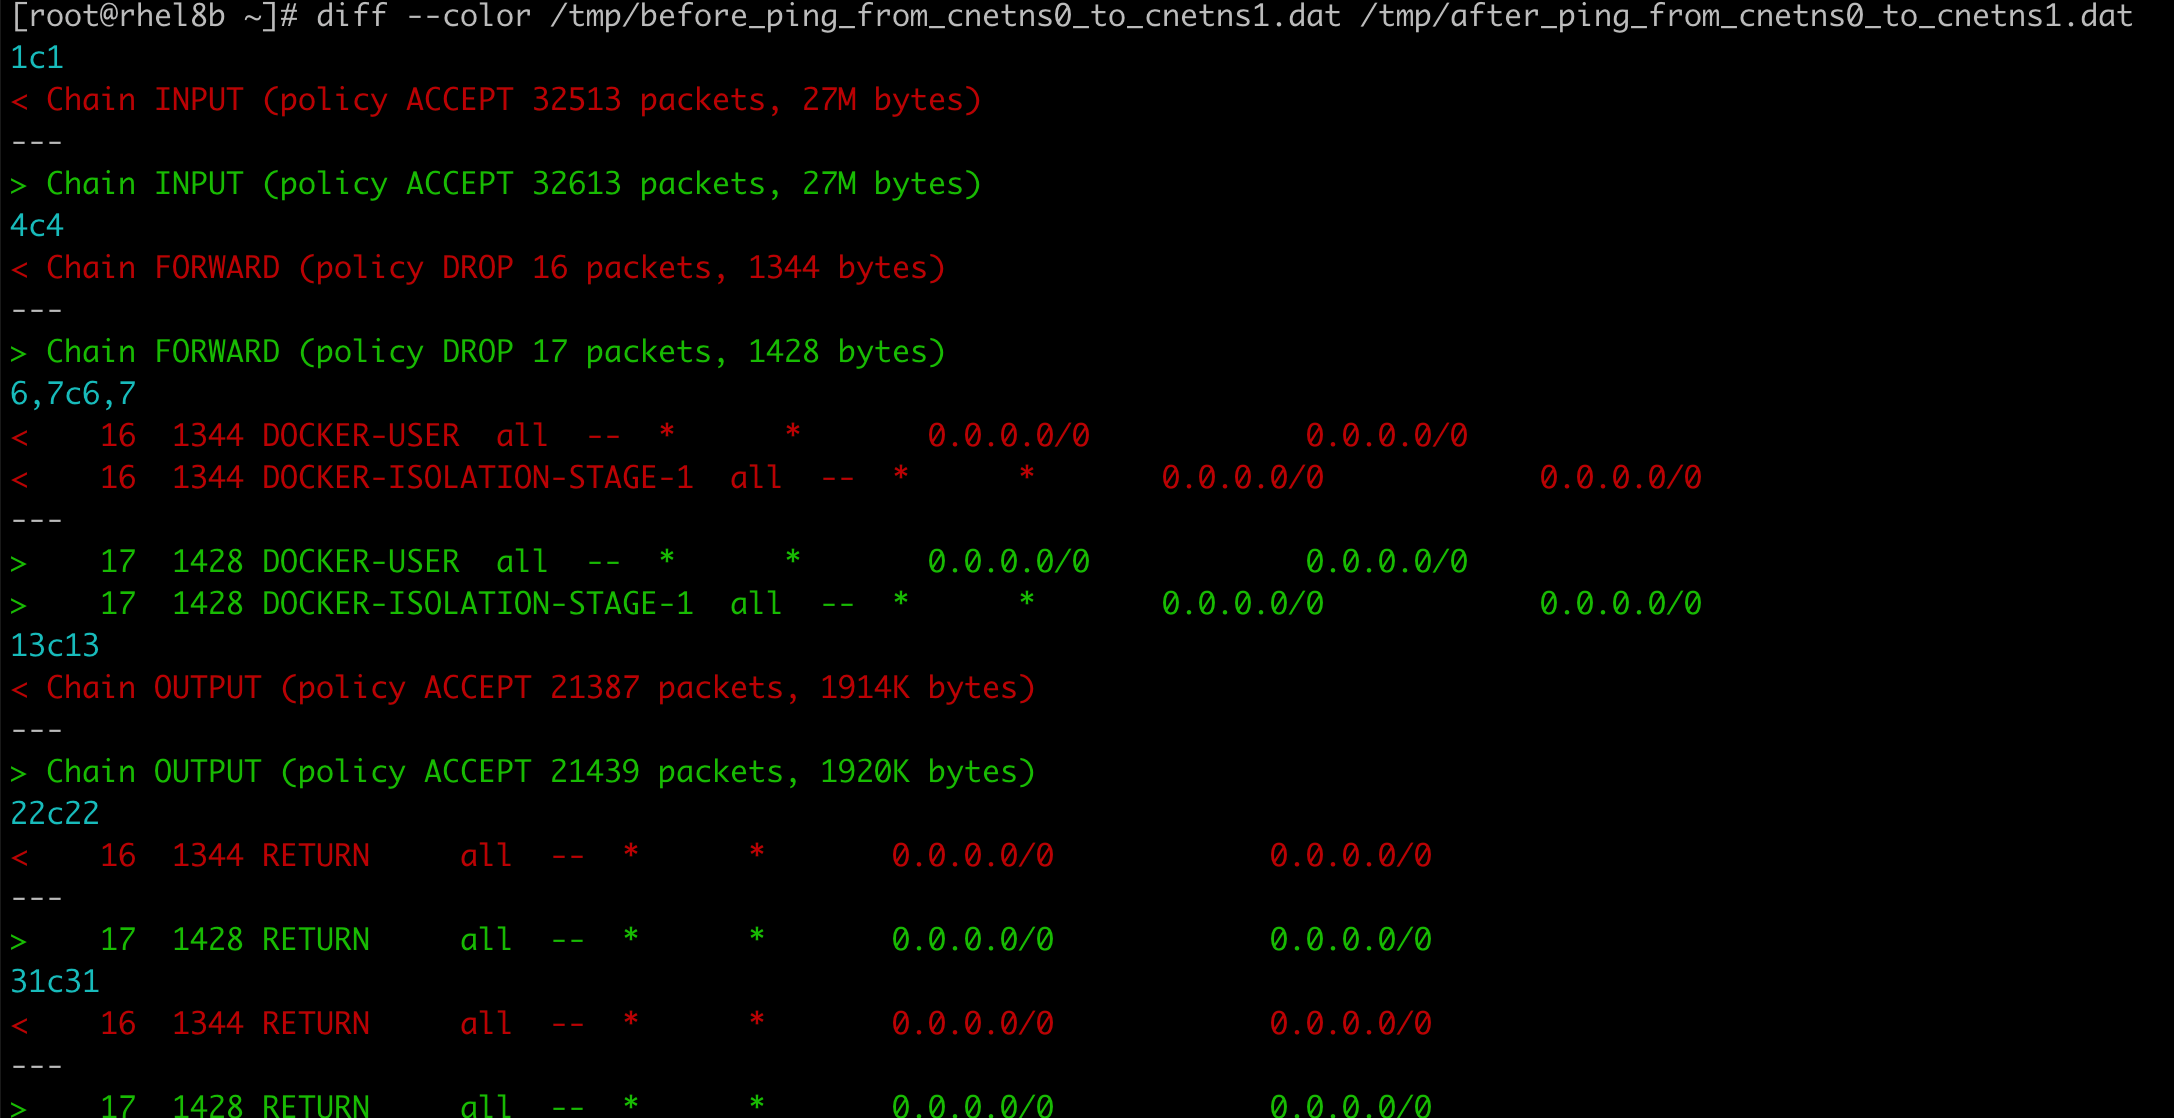 [root@rhel8b ~]# diff --color /tmp/before_ping_from_cnetns0_to_cnetns1.dat /tmp/after_ping_from_cnetns0_to_cnetns1.dat
1c1
< Chain INPUT (policy ACCEPT 32513 packets, 27M bytes)
---
> Chain INPUT (policy ACCEPT 32613 packets, 27M bytes)
4c4
< Chain FORWARD (policy DROP 16 packets, 1344 bytes)
---
> Chain FORWARD (policy DROP 17 packets, 1428 bytes)
6,7c6,7
<    16  1344 DOCKER-USER  all  --  *      *       0.0.0.0/0            0.0.0.0/0
<    16  1344 DOCKER-ISOLATION-STAGE-1  all  --  *      *       0.0.0.0/0            0.0.0.0/0
---
>    17  1428 DOCKER-USER  all  --  *      *       0.0.0.0/0            0.0.0.0/0
>    17  1428 DOCKER-ISOLATION-STAGE-1  all  --  *      *       0.0.0.0/0            0.0.0.0/0
13c13
< Chain OUTPUT (policy ACCEPT 21387 packets, 1914K bytes)
---
> Chain OUTPUT (policy ACCEPT 21439 packets, 1920K bytes)
22c22
<    16  1344 RETURN     all  --  *      *       0.0.0.0/0            0.0.0.0/0
---
>    17  1428 RETURN     all  --  *      *       0.0.0.0/0            0.0.0.0/0
31c31
<    16  1344 RETURN     all  --  *      *       0.0.0.0/0            0.0.0.0/0
---
>    17  1428 RETURN     all  --  *      *       0.0.0.0/0            0.0.0.0/0